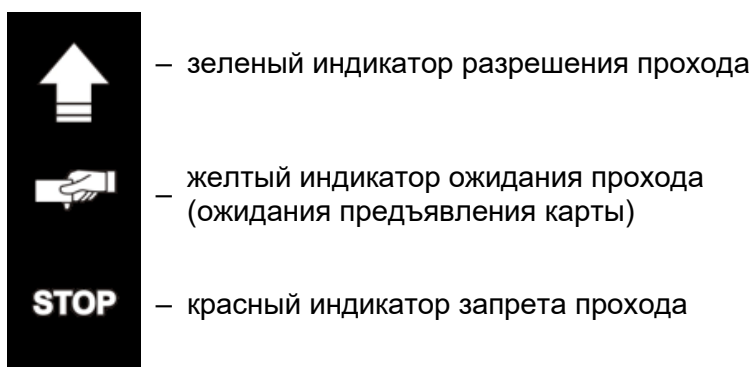 – зеленый индикатор разрешения прохода
– желтый индикатор ожидания прохода
(ожидания предъявления карты)
STOP – красный индикатор запрета прохода